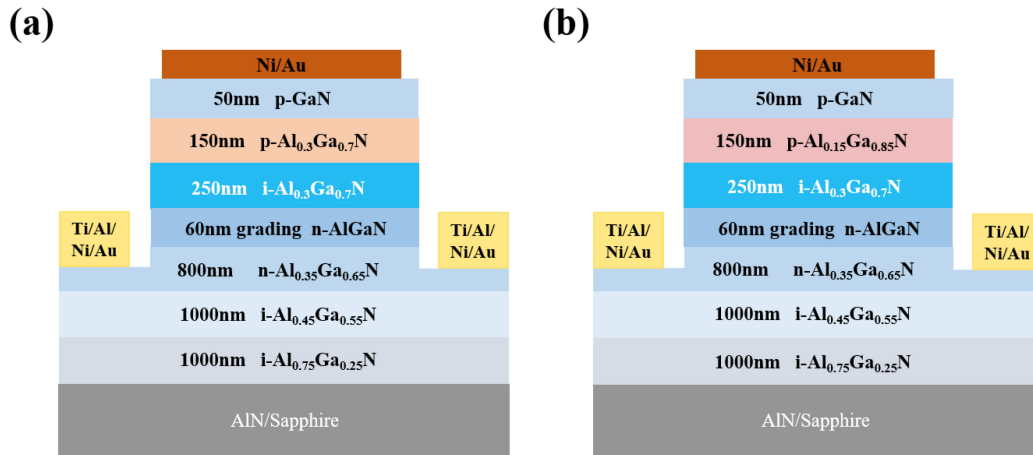 (a)
Ni/Au
50nm p-GaN
150nm p-Al₀.₃Ga₀.₇N
250nm i-Al₀.₃Ga₀.₇N
60nm grading n-AlGaN
Ti/Al/
Ni/Au
Ti/Al/
Ni/Au
800nm n-Al₀.₃₅Ga₀.₆₅N
1000nm i-Al₀.₄₅Ga₀.₅₅N
1000nm i-Al₀.₇₅Ga₀.₂₅N
AlN/Sapphire
(b)
Ni/Au
50nm p-GaN
150nm p-Al₀.₁₅Ga₀.₈₅N
250nm i-Al₀.₃Ga₀.₇N
60nm grading n-AlGaN
Ti/Al/
Ni/Au
Ti/Al/
Ni/Au
800nm n-Al₀.₃₅Ga₀.₆₅N
1000nm i-Al₀.₄₅Ga₀.₅₅N
1000nm i-Al₀.₇₅Ga₀.₂₅N
AlN/Sapphire